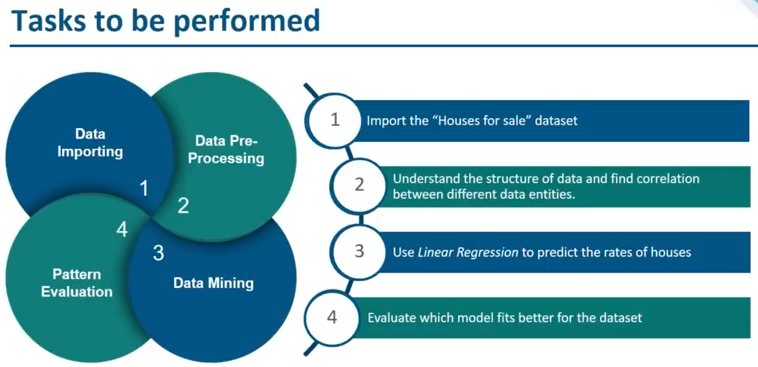 Tasks to be performed
Data
Importing
1
Data Pre-
Processing
2
4
Pattern
Evaluation
3
Data Mining
1
Import the “Houses for sale” dataset
2
Understand the structure of data and find correlation
between different data entities.
3
Use Linear Regression to predict the rates of houses
4
Evaluate which model fits better for the dataset